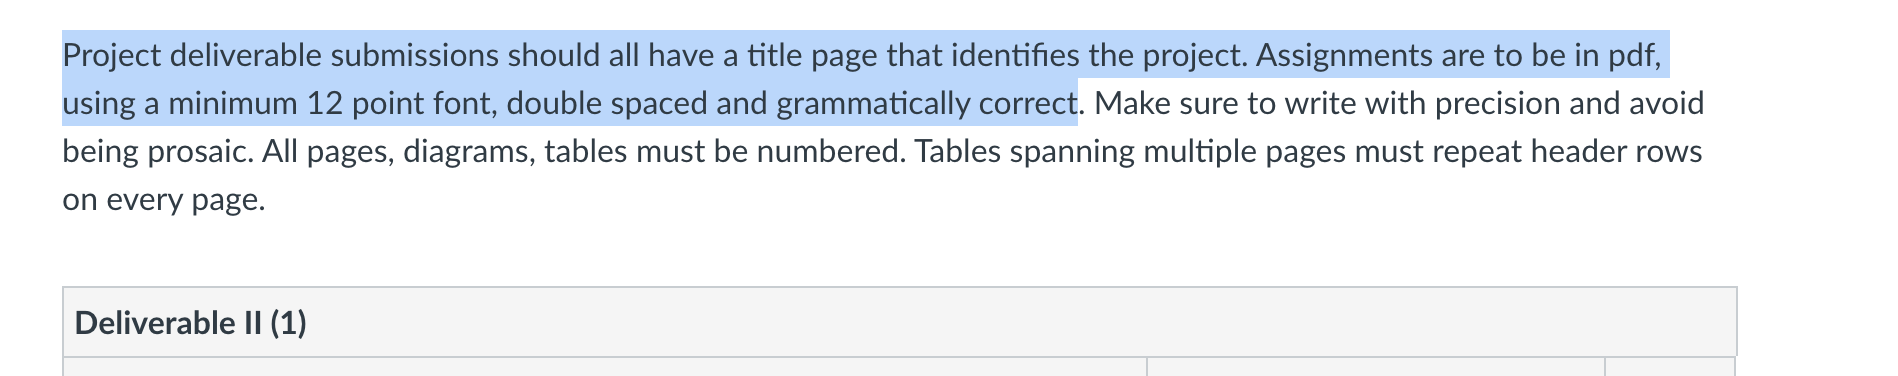 Project deliverable submissions should all have a title page that identifies the project. Assignments are to be in pdf,
using a minimum 12 point font, double spaced and grammatically correct. Make sure to write with precision and avoid
being prosaic. All pages, diagrams, tables must be numbered. Tables spanning multiple pages must repeat header rows
on every page.
Deliverable II (1)